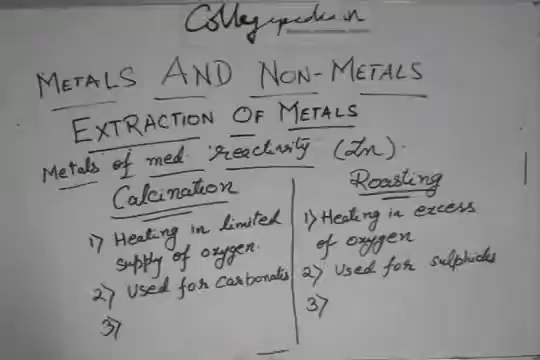 Collegepedia.in
METALS AND NON-METALS
EXTRACTION OF METALS
Metals of med. reactivity (Zn).
Calcination
1) Heating in limited
supply of oxygen.
2) Used for carbonates
3)
Roasting
1) Heating in excess
of oxygen
2) Used for sulphides
3)